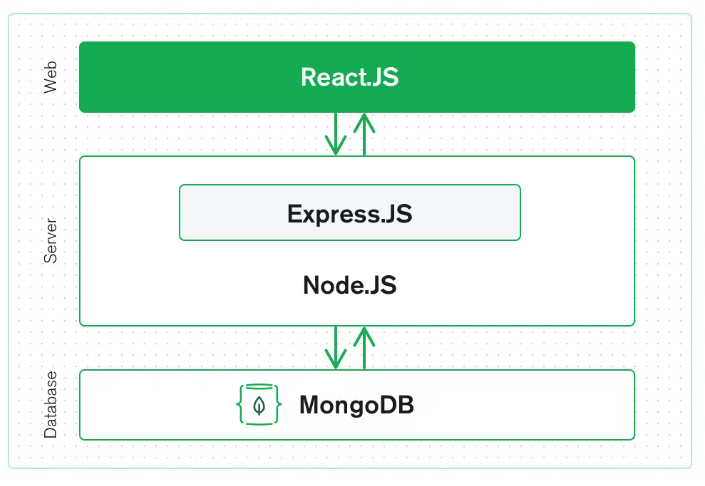 Web
React.JS
Server
Express.JS
Node.JS
Database
MongoDB